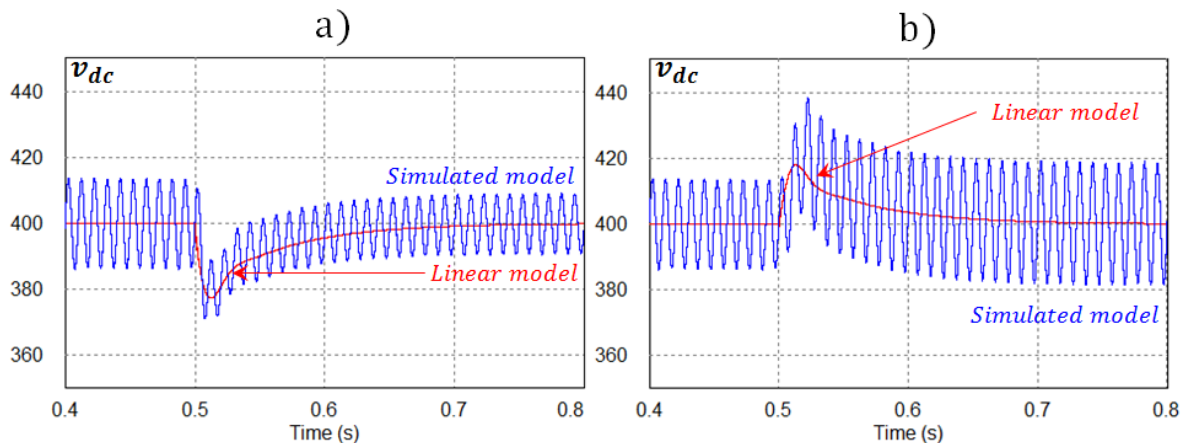 a)
b)
v_dc
440
420
400
380
360
Simulated model
Linear model
0.4 0.5 0.6 0.7 0.8
Time (s)
v_dc
440
420
400
380
360
Linear model
Simulated model
0.4 0.5 0.6 0.7 0.8
Time (s)